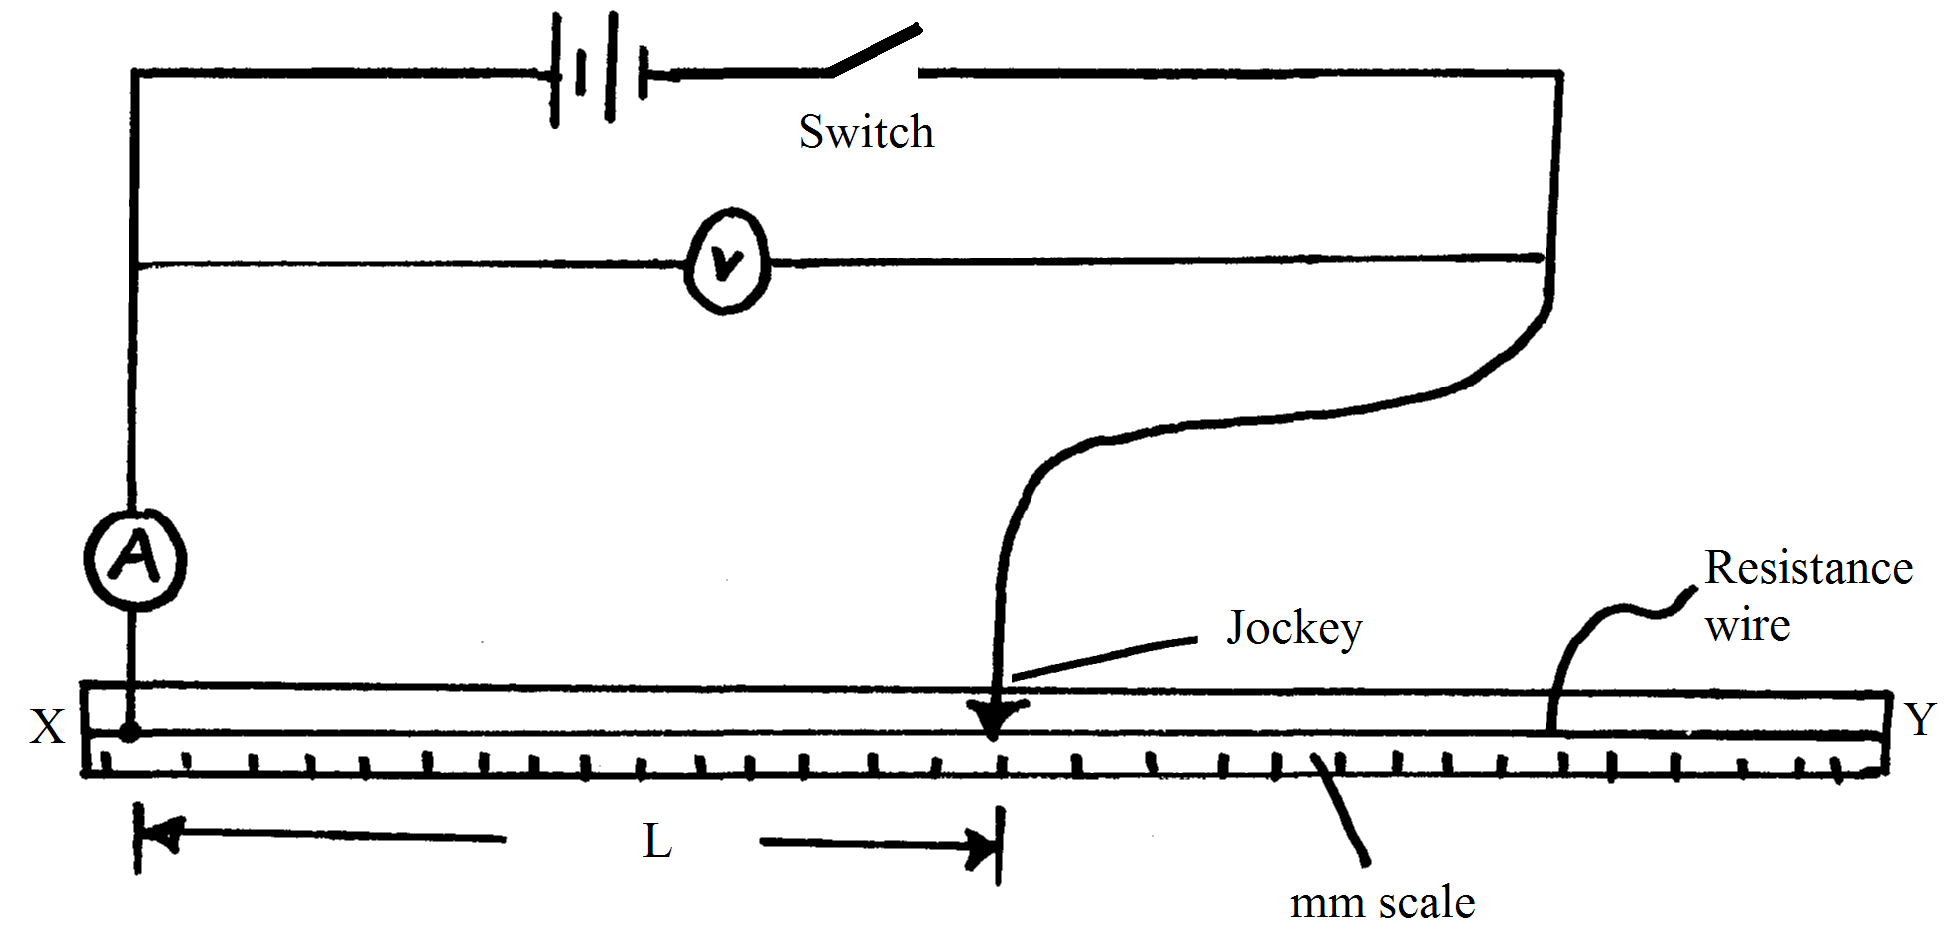 Switch
V
A
Resistance
wire
Jockey
X
Y
L
mm scale